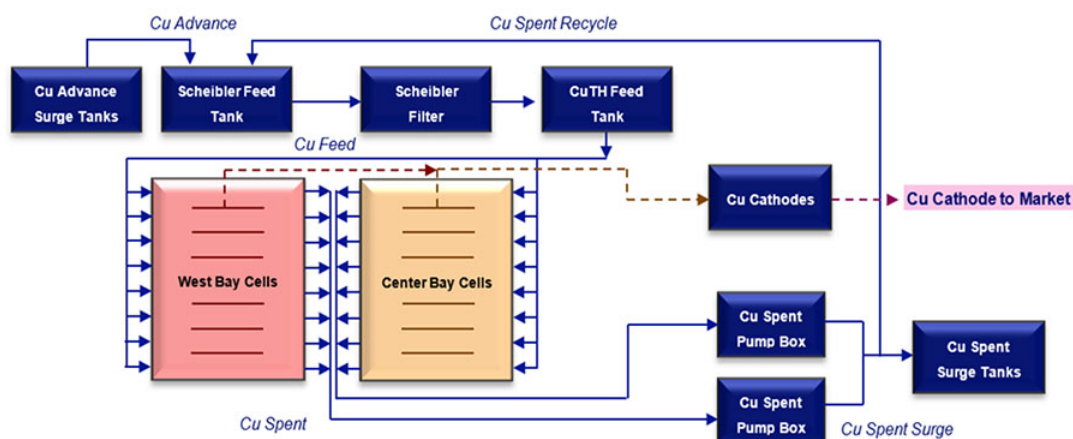 Cu Advance
Cu Spent Recycle
Cu Advance
Surge Tanks
Scheibler Feed
Tank
Scheibler
Filter
CuTH Feed
Tank
Cu Feed
Cu Cathodes
Cu Cathode to Market
West Bay Cells
Center Bay Cells
Cu Spent
Pump Box
Cu Spent
Surge Tanks
Cu Spent
Pump Box
Cu Spent
Cu Spent Surge